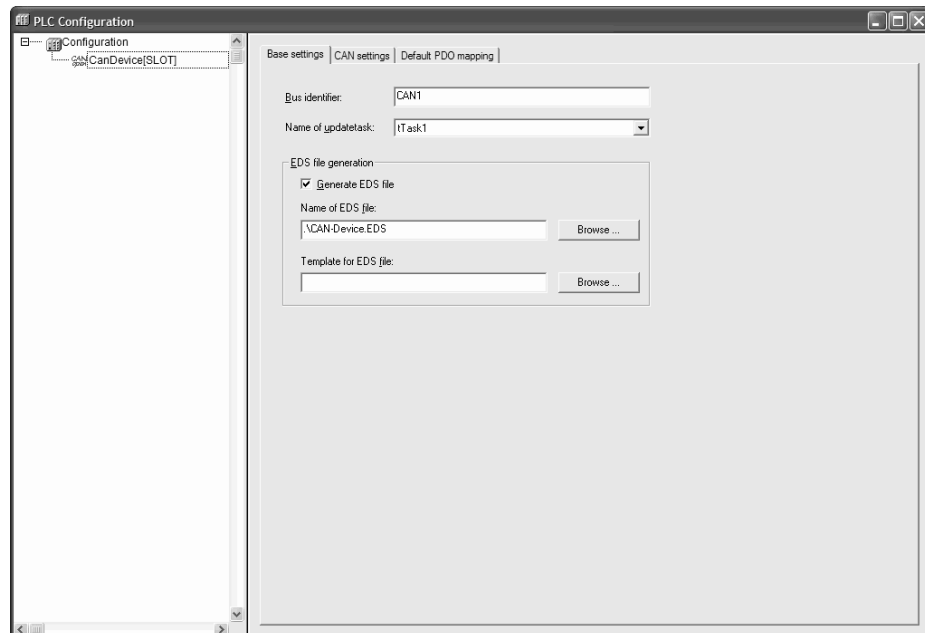 PLC Configuration
Configuration
CanDevice[SLOT]
Base settings CAN settings Default PDO mapping
Bus identifier: CAN1
Name of updatetask: tTask1
EDS file generation
Generate EDS file
Name of EDS file:
.\CAN-Device.EDS Browse ...
Template for EDS file:
Browse ...